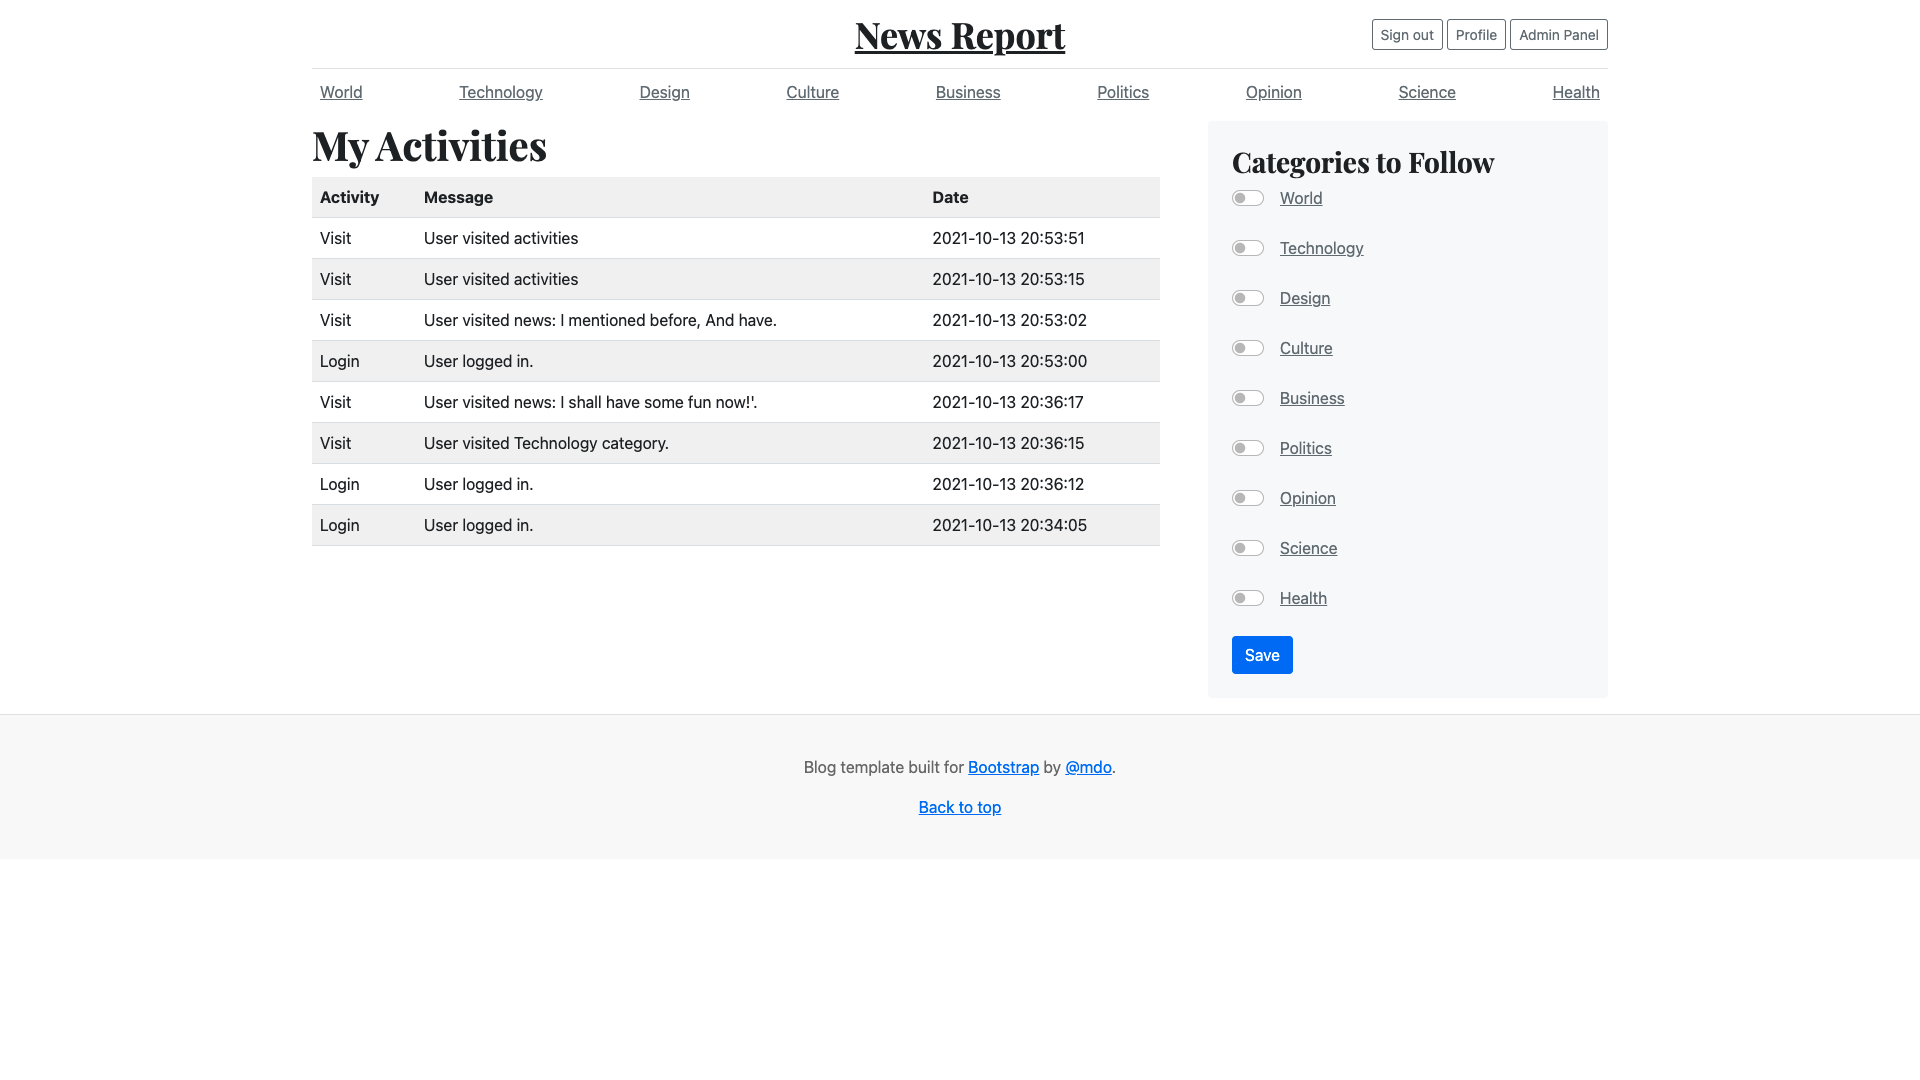 News Report
Sign out Profile Admin Panel
World Technology Design Culture Business Politics Opinion Science Health
My Activities
Activity Message Date
Visit User visited activities 2021-10-13 20:53:51
Visit User visited activities 2021-10-13 20:53:15
Visit User visited news: I mentioned before, And have. 2021-10-13 20:53:02
Login User logged in. 2021-10-13 20:53:00
Visit User visited news: I shall have some fun now!'. 2021-10-13 20:36:17
Visit User visited Technology category. 2021-10-13 20:36:15
Login User logged in. 2021-10-13 20:36:12
Login User logged in. 2021-10-13 20:34:05
Categories to Follow
World
Technology
Design
Culture
Business
Politics
Opinion
Science
Health
Save
Blog template built for Bootstrap by @mdo.
Back to top